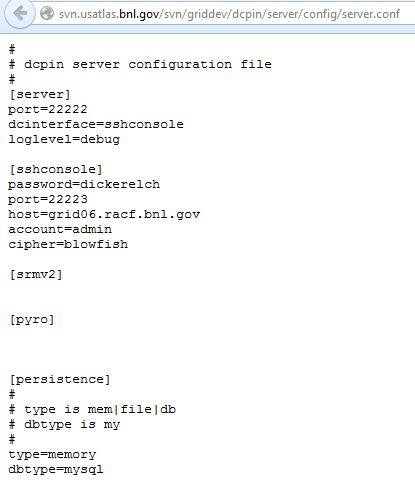 svn.usatlas.bnl.gov/svn/griddev/dcpin/server/config/server.conf
#
# dcpin server configuration file
#
[server]
port=22222
dcinterface=sshconsole
loglevel=debug
[sshconsole]
password=dickerelch
port=22223
host=grid06.racf.bnl.gov
account=admin
cipher=blowfish
[srmv2]
[pyro]
[persistence]
#
# type is mem|file|db
# dbtype is my
#
type=memory
dbtype=mysql